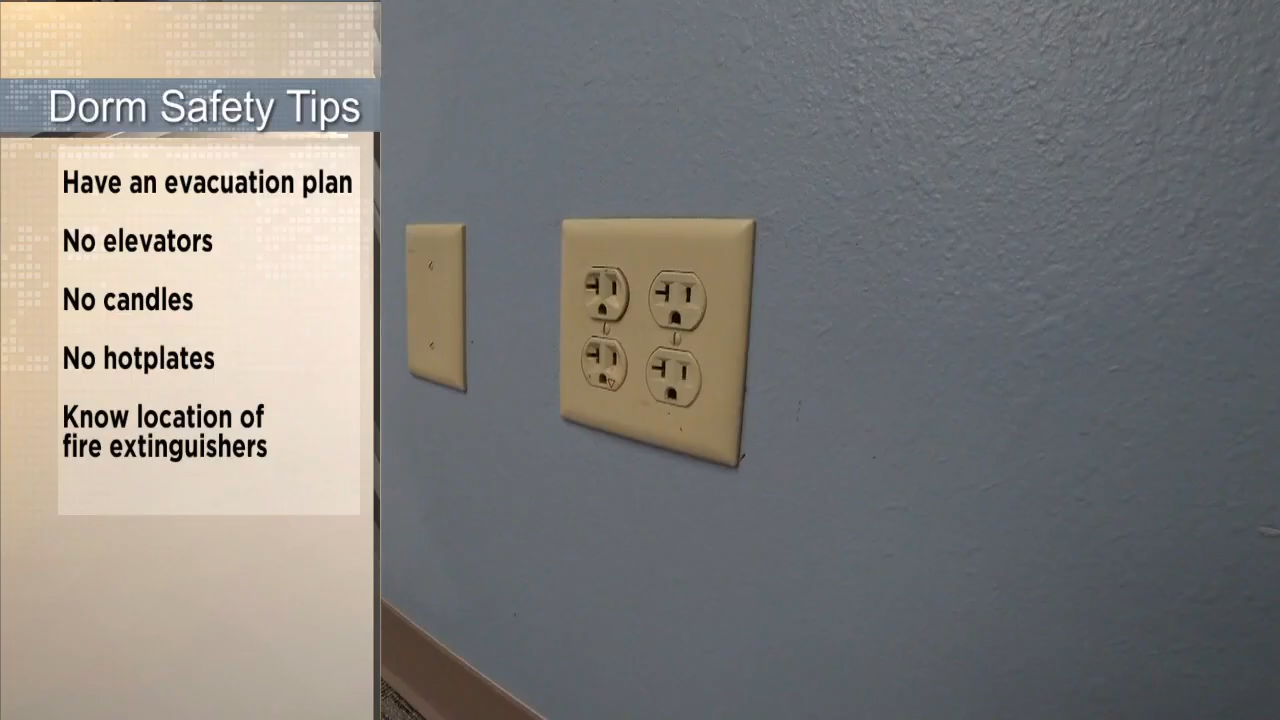 Dorm Safety Tips
Have an evacuation plan
No elevators
No candles
No hotplates
Know location of
fire extinguishers